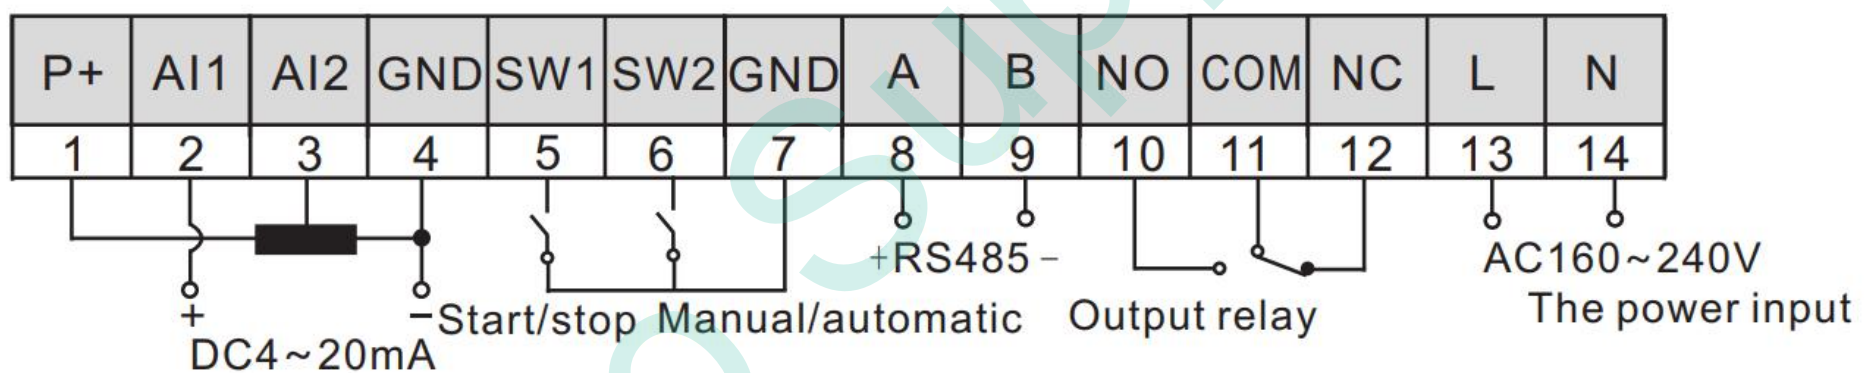 P+ AI1 AI2 GND SW1 SW2 GND A B NO COM NC L N
1 2 3 4 5 6 7 8 9 10 11 12 13 14
+RS485-
AC160~240V
+ -Start/stop Manual/automatic Output relay The power input
DC4~20mA
Sup